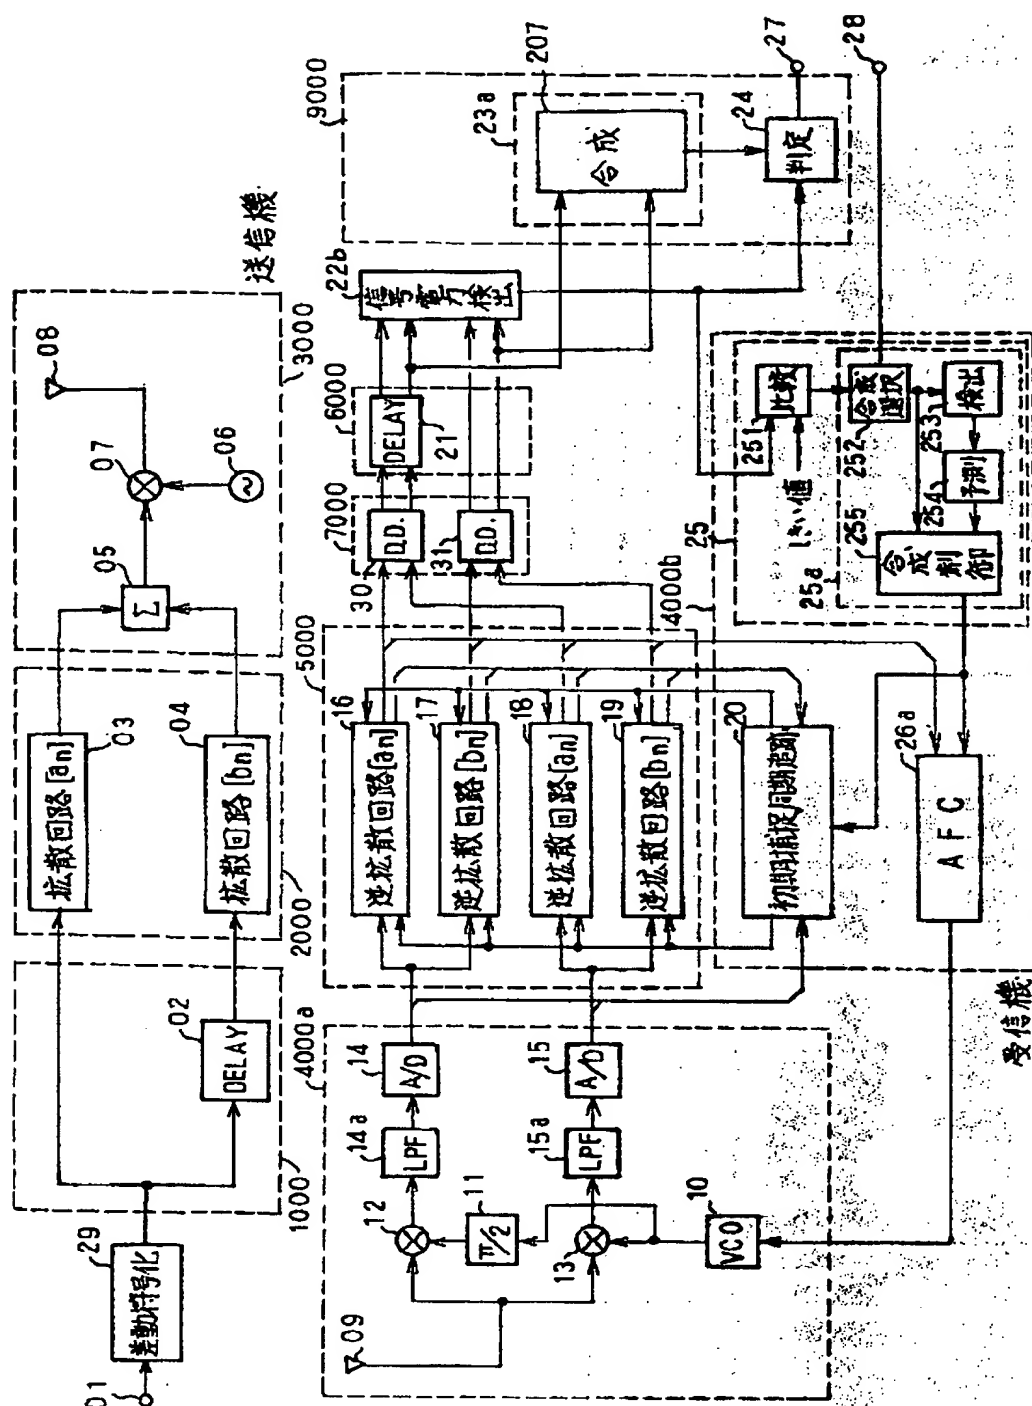 01
29
差動符号化
1000
02
DELAY
2000
03
拡散回路[an]
04
拡散回路[bn]
05
Σ
07
06
08
3000
送信機
09
4000a
12
11
π/2
13
10
VCO
14a
LPF
14
A/D
15a
LPF
15
A/D
5000
16
逆拡散回路[an]
17
逆拡散回路[bn]
18
逆拡散回路[an]
19
逆拡散回路[bn]
20
初期捕捉同期追跡
26a
AFC
受信機
4000b
7000
30
D.D.
31
D.D.
6000
DELAY
21
22b
信号電力検出
9000
23a
207
合成
24
判定
27
28
25
25a
251
比較
しきい値
252
合成選択
253
検出
254
予測
255
合成制御